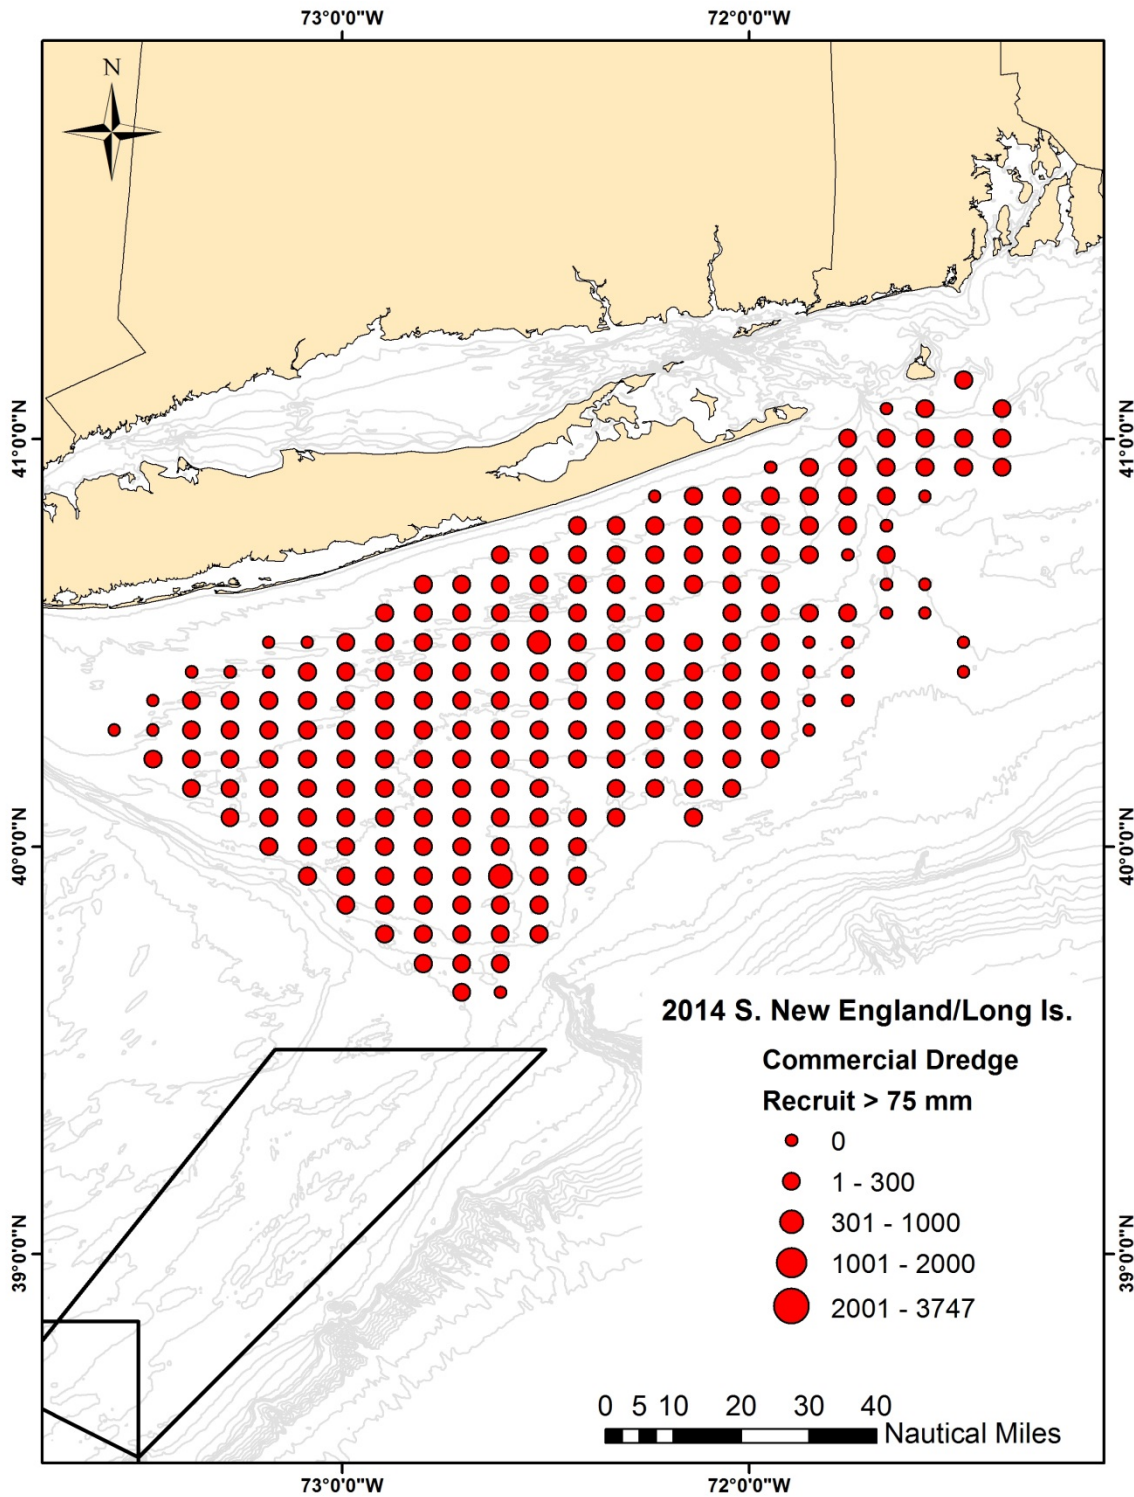 73°0'0"W 72°0'0"W
N
41°0'0"N 41°0'0"N
40°0'0"N 40°0'0"N
2014 S. New England/Long Is.
Commercial Dredge
Recruit > 75 mm
0
1 - 300
301 - 1000
1001 - 2000
2001 - 3747
39°0'0"N 39°0'0"N
0 5 10 20 30 40
Nautical Miles
73°0'0"W 72°0'0"W